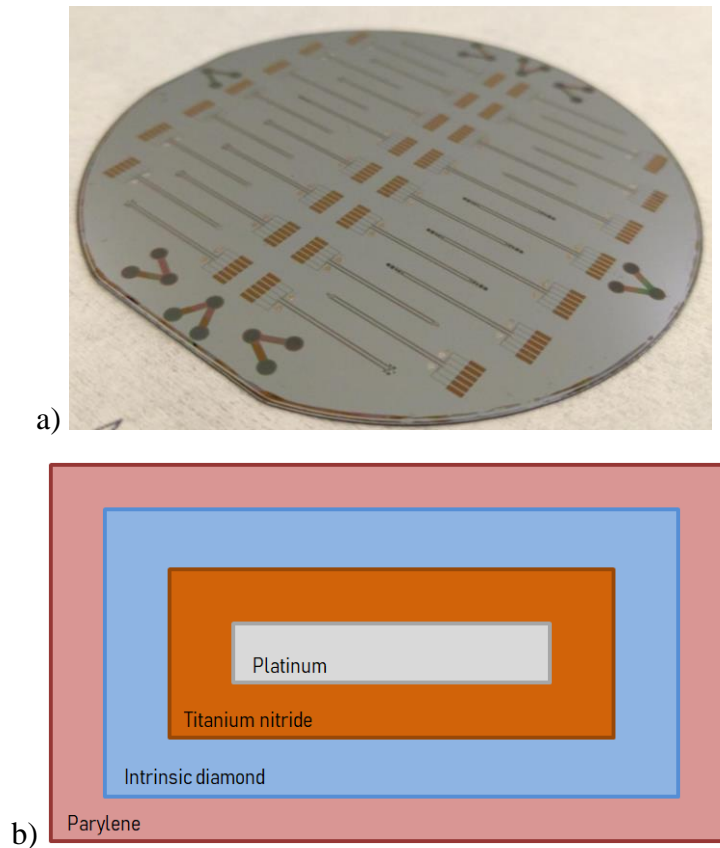 a)
Platinum
Titanium nitride
Intrinsic diamond
Parylene
b)